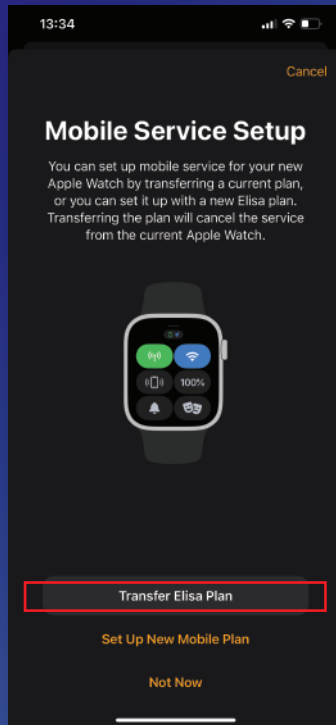 13:34
Cancel
Mobile Service Setup
You can set up mobile service for your new
Apple Watch by transferring a current plan,
or you can set it up with a new Elisa plan.
Transferring the plan will cancel the service
from the current Apple Watch.
100%
Transfer Elisa Plan
Set Up New Mobile Plan
Not Now